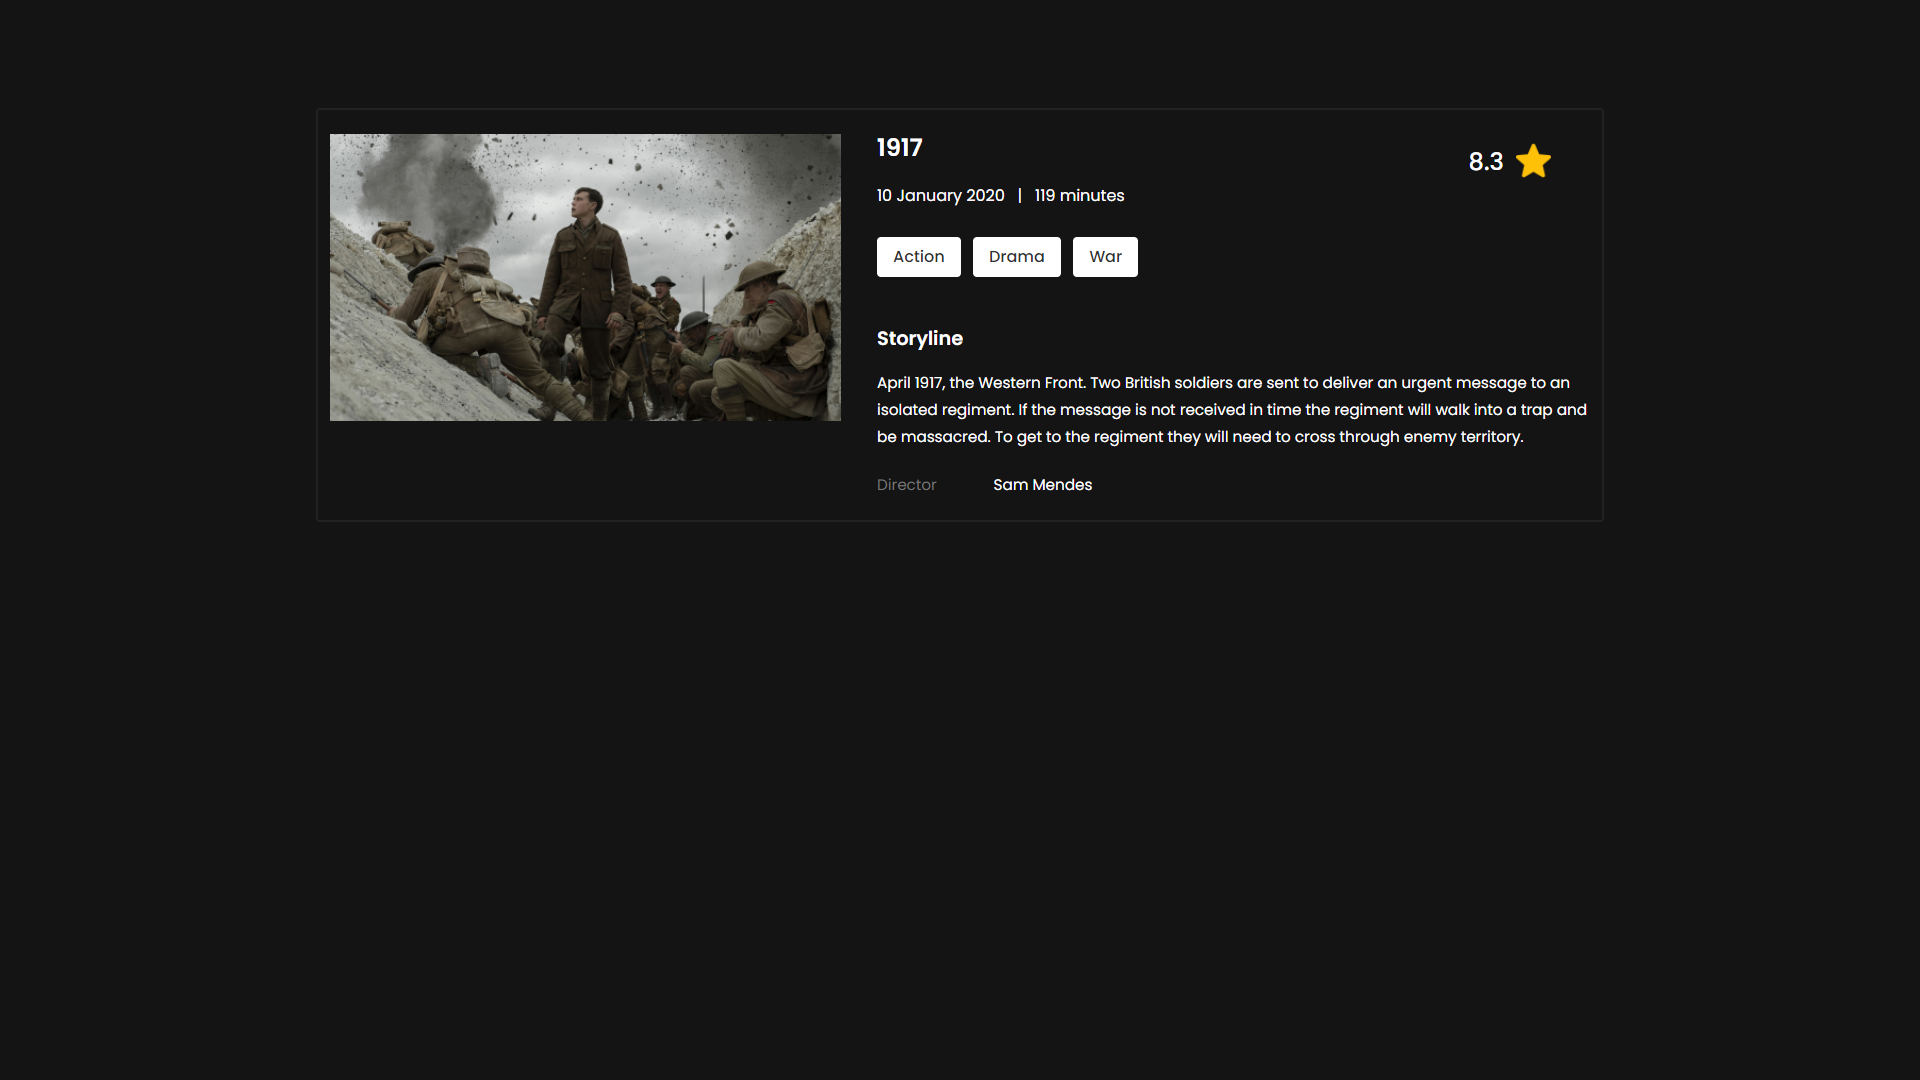 1917
8.3
10 January 2020 | 119 minutes
Action Drama War
Storyline
April 1917, the Western Front. Two British soldiers are sent to deliver an urgent message to an
isolated regiment. If the message is not received in time the regiment will walk into a trap and
be massacred. To get to the regiment they will need to cross through enemy territory.
Director Sam Mendes